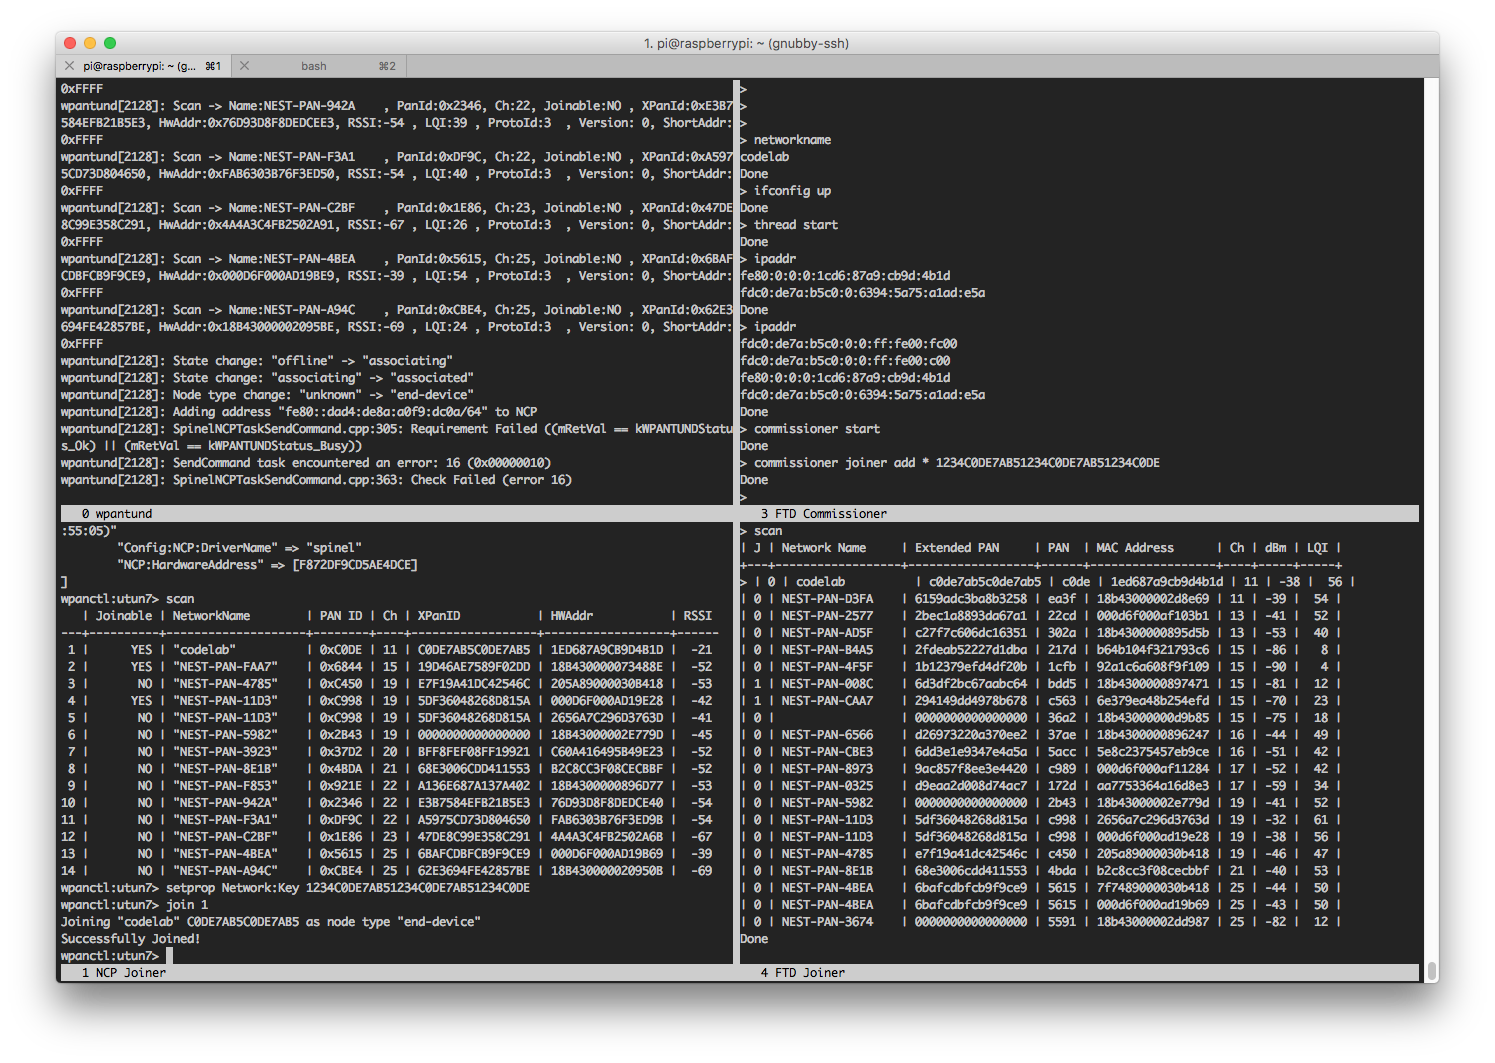 1. pi@raspberrypi: ~ (gnubby-ssh)
pi@raspberrypi: ~ (g... ⌘1
bash ⌘2
0xFFFF
wpantund[2128]: Scan -> Name:NEST-PAN-942A    , PanId:0x2346, Ch:22, Joinable:NO , XPanId:0xE3B7
584EFB21B5E3, HwAddr:0x76D93D8F8DEDCEE3, RSSI:-54 , LQI:39 , ProtoId:3  , Version: 0, ShortAddr:
0xFFFF
wpantund[2128]: Scan -> Name:NEST-PAN-F3A1    , PanId:0xDF9C, Ch:22, Joinable:NO , XPanId:0xA597
5CD73D804650, HwAddr:0xFAB6303B76F3ED50, RSSI:-54 , LQI:40 , ProtoId:3  , Version: 0, ShortAddr:
0xFFFF
wpantund[2128]: Scan -> Name:NEST-PAN-C2BF    , PanId:0x1E86, Ch:23, Joinable:NO , XPanId:0x47DE
8C99E358C291, HwAddr:0x4A4A3C4FB2502A91, RSSI:-67 , LQI:26 , ProtoId:3  , Version: 0, ShortAddr:
0xFFFF
wpantund[2128]: Scan -> Name:NEST-PAN-4BEA    , PanId:0x5615, Ch:25, Joinable:NO , XPanId:0x6BAF
CDBFCB9F9CE9, HwAddr:0x000D6F000AD19BE9, RSSI:-39 , LQI:54 , ProtoId:3  , Version: 0, ShortAddr:
0xFFFF
wpantund[2128]: Scan -> Name:NEST-PAN-A94C    , PanId:0xCBE4, Ch:25, Joinable:NO , XPanId:0x62E3
694FE42857BE, HwAddr:0x18B43000002095BE, RSSI:-69 , LQI:24 , ProtoId:3  , Version: 0, ShortAddr:
0xFFFF
wpantund[2128]: State change: "offline" -> "associating"
wpantund[2128]: State change: "associating" -> "associated"
wpantund[2128]: Node type change: "unknown" -> "end-device"
wpantund[2128]: Adding address "fe80::dad4:de8a:a0f9:dc0a/64" to NCP
wpantund[2128]: SpinelNCPTaskSendCommand.cpp:305: Requirement Failed ((mRetVal == kWPANTUNDStatu
s_Ok) || (mRetVal == kWPANTUNDStatus_Busy))
wpantund[2128]: SendCommand task encountered an error: 16 (0x00000010)
wpantund[2128]: SpinelNCPTaskSendCommand.cpp:363: Check Failed (error 16)
0 wpantund
>
>
>
> networkname
codelab
Done
> ifconfig up
Done
> thread start
Done
> ipaddr
fe80:0:0:0:1cd6:87a9:cb9d:4b1d
fdc0:de7a:b5c0:0:6394:5a75:a1ad:e5a
Done
> ipaddr
fdc0:de7a:b5c0:0:0:ff:fe00:fc00
fdc0:de7a:b5c0:0:0:ff:fe00:c00
fe80:0:0:0:1cd6:87a9:cb9d:4b1d
fdc0:de7a:b5c0:0:6394:5a75:a1ad:e5a
Done
> commissioner start
Done
> commissioner joiner add * 1234C0DE7AB51234C0DE7AB51234C0DE
Done
>
3 FTD Commissioner
:55:05)"
"Config:NCP:DriverName" => "spinel"
"NCP:HardwareAddress" => [F872DF9CD5AE4DCE]
]
wpanctl:utun7> scan
   | Joinable | NetworkName        | PAN ID | Ch | XPanID           | HWAddr           | RSSI
---+----------+--------------------+--------+----+------------------+------------------+------
 1 |      YES | "codelab"          | 0xC0DE | 11 | C0DE7AB5C0DE7AB5 | 1ED687A9CB9D4B1D |  -21
 2 |      YES | "NEST-PAN-FAA7"    | 0x6844 | 15 | 19D46AE7589F02DD | 18B430000073488E |  -52
 3 |       NO | "NEST-PAN-4785"    | 0xC450 | 19 | E7F19A41DC42546C | 205A89000030B418 |  -53
 4 |      YES | "NEST-PAN-11D3"    | 0xC998 | 19 | 5DF36048268D815A | 000D6F000AD19E28 |  -42
 5 |       NO | "NEST-PAN-11D3"    | 0xC998 | 19 | 5DF36048268D815A | 2656A7C296D3763D |  -41
 6 |       NO | "NEST-PAN-5982"    | 0x2B43 | 19 | 0000000000000000 | 18B43000002E779D |  -45
 7 |       NO | "NEST-PAN-3923"    | 0x37D2 | 20 | BFF8FEF08FF19921 | C60A416495B49E23 |  -52
 8 |       NO | "NEST-PAN-8E1B"    | 0x4BDA | 21 | 68E3006CDD411553 | B2C8CC3F08CECBBF |  -52
 9 |       NO | "NEST-PAN-F853"    | 0x921E | 22 | A136E687A137A402 | 18B4300000896D77 |  -53
10 |       NO | "NEST-PAN-942A"    | 0x2346 | 22 | E3B7584EFB21B5E3 | 76D93D8F8DEDCE40 |  -54
11 |       NO | "NEST-PAN-F3A1"    | 0xDF9C | 22 | A5975CD73D804650 | FAB6303B76F3ED9B |  -54
12 |       NO | "NEST-PAN-C2BF"    | 0x1E86 | 23 | 47DE8C99E358C291 | 4A4A3C4FB2502A6B |  -67
13 |       NO | "NEST-PAN-4BEA"    | 0x5615 | 25 | 6BAFCDBFCB9F9CE9 | 000D6F000AD19B69 |  -39
14 |       NO | "NEST-PAN-A94C"    | 0xCBE4 | 25 | 62E3694FE42857BE | 18B430000020950B |  -69
wpanctl:utun7> setprop Network:Key 1234C0DE7AB51234C0DE7AB51234C0DE
wpanctl:utun7> join 1
Joining "codelab" C0DE7AB5C0DE7AB5 as node type "end-device"
Successfully Joined!
wpanctl:utun7>
1 NCP Joiner
> scan
| J | Network Name     | Extended PAN     | PAN  | MAC Address      | Ch | dBm | LQI |
+---+------------------+------------------+------+------------------+----+-----+-----+
> | 0 | codelab          | c0de7ab5c0de7ab5 | c0de | 1ed687a9cb9d4b1d | 11 | -38 |  56 |
| 0 | NEST-PAN-D3FA    | 6159adc3ba8b3258 | ea3f | 18b43000002d8e69 | 11 | -39 |  54 |
| 0 | NEST-PAN-2577    | 2bec1a8893da67a1 | 22cd | 000d6f000af103b1 | 13 | -41 |  52 |
| 0 | NEST-PAN-AD5F    | c27f7c606dc16351 | 302a | 18b4300000895d5b | 13 | -53 |  40 |
| 0 | NEST-PAN-B4A5    | 2fdeab52227d1dba | 217d | b64b104f321793c6 | 15 | -86 |   8 |
| 0 | NEST-PAN-4F5F    | 1b12379efd4df20b | 1cfb | 92a1c6a608f9f109 | 15 | -90 |   4 |
| 1 | NEST-PAN-008C    | 6d3df2bc67aabc64 | bdd5 | 18b4300000897471 | 15 | -81 |  12 |
| 1 | NEST-PAN-CAA7    | 294149dd4978b678 | c563 | 6e379ea48b254efd | 15 | -70 |  23 |
| 0 |                  | 0000000000000000 | 36a2 | 18b43000000d9b85 | 15 | -75 |  18 |
| 0 | NEST-PAN-6566    | d26973220a370ee2 | 37ae | 18b4300000896247 | 16 | -44 |  49 |
| 0 | NEST-PAN-CBE3    | 6dd3e1e9347e4a5a | 5acc | 5e8c2375457eb9ce | 16 | -51 |  42 |
| 0 | NEST-PAN-8973    | 9ac857f8ee3e4420 | c989 | 000d6f000af11284 | 17 | -52 |  42 |
| 0 | NEST-PAN-0325    | d9eaa2d008d74ac7 | 172d | aa7753364a16d8e3 | 17 | -59 |  34 |
| 0 | NEST-PAN-5982    | 0000000000000000 | 2b43 | 18b43000002e779d | 19 | -41 |  52 |
| 0 | NEST-PAN-11D3    | 5df36048268d815a | c998 | 2656a7c296d3763d | 19 | -32 |  61 |
| 0 | NEST-PAN-11D3    | 5df36048268d815a | c998 | 000d6f000ad19e28 | 19 | -38 |  56 |
| 0 | NEST-PAN-4785    | e7f19a41dc42546c | c450 | 205a89000030b418 | 19 | -46 |  47 |
| 0 | NEST-PAN-8E1B    | 68e3006cdd411553 | 4bda | b2c8cc3f08cecbbf | 21 | -40 |  53 |
| 0 | NEST-PAN-4BEA    | 6bafcdbfcb9f9ce9 | 5615 | 7f7489000030b418 | 25 | -44 |  50 |
| 0 | NEST-PAN-4BEA    | 6bafcdbfcb9f9ce9 | 5615 | 000d6f000ad19b69 | 25 | -43 |  50 |
| 0 | NEST-PAN-3674    | 0000000000000000 | 5591 | 18b43000002dd987 | 25 | -82 |  12 |
Done
4 FTD Joiner